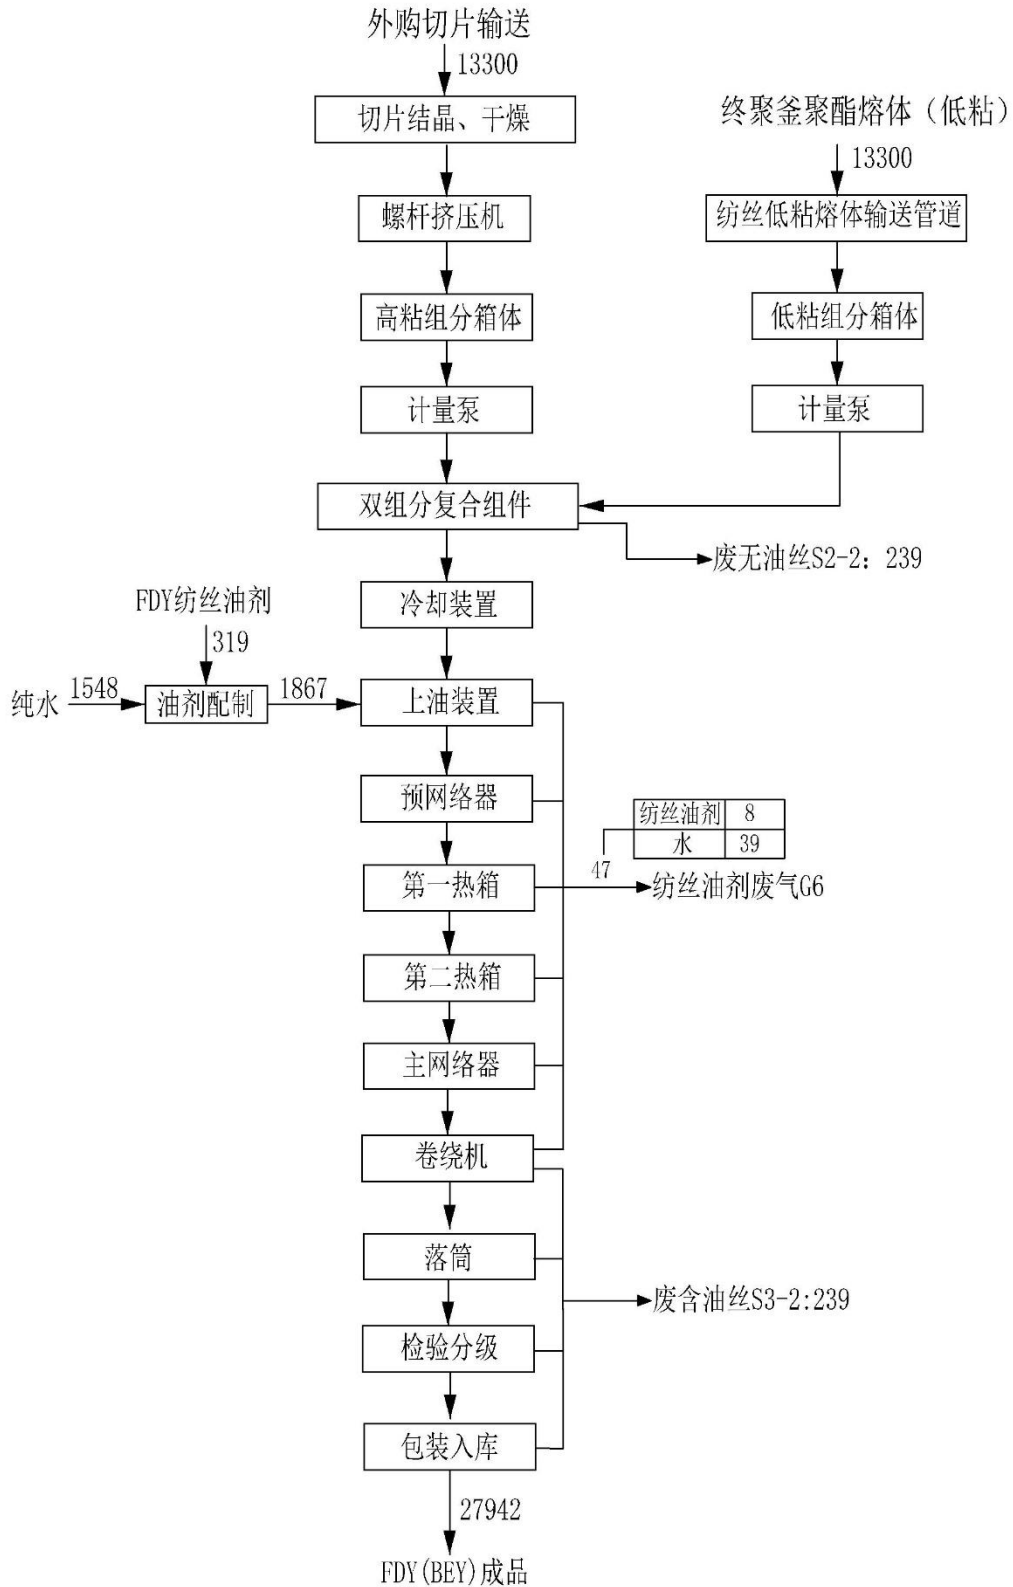 外购切片输送
13300
切片结晶、干燥
终聚釜聚酯熔体（低粘）
13300
螺杆挤压机
纺丝低粘熔体输送管道
高粘组分箱体
低粘组分箱体
计量泵
计量泵
双组分复合组件
废无油丝S2-2: 239
冷却装置
FDY纺丝油剂
319
纯水
1548
油剂配制
1867
上油装置
预网络器
纺丝油剂 8
水 39
47
第一热箱
纺丝油剂废气G6
第二热箱
主网络器
卷绕机
落筒
废含油丝S3-2:239
检验分级
包装入库
27942
FDY(BEY)成品